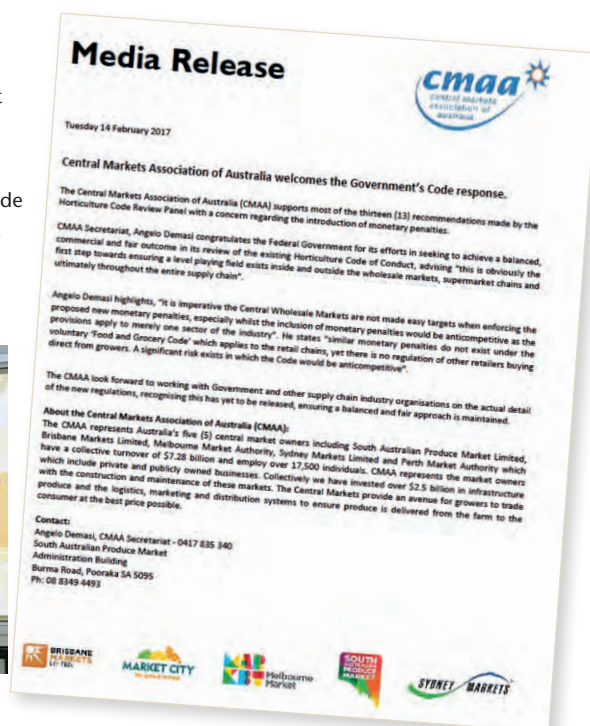 t
de
Media Release
cmaa
central markets
association of
australia
Tuesday 14 February 2017
Central Markets Association of Australia welcomes the Government's Code response.
The Central Markets Association of Australia (CMAA) supports most of the thirteen (13) recommendations made by the
Horticulture Code Review Panel with a concern regarding the introduction of monetary penalties.
CMAA Secretariat, Angelo Demasi congratulates the Federal Government for its efforts in seeking to achieve a balanced,
commercial and fair outcome in its review of the existing Horticulture Code of Conduct, advising "this is obviously the
first step towards ensuring a level playing field exists inside and outside the wholesale markets, supermarket chains and
ultimately throughout the entire supply chain".
Angelo Demasi highlights, "it is imperative the Central Wholesale Markets are not made easy targets when enforcing the
proposed new monetary penalties, especially whilst the inclusion of monetary penalties would be anticompetitive as the
provisions apply to merely one sector of the industry". He states "similar monetary penalties do not exist under the
voluntary 'Food and Grocery Code' which applies to the retail chains, yet there is no regulation of other retailers buying
direct from growers. A significant risk exists in which the Code would be anticompetitive".
The CMAA look forward to working with Government and other supply chain industry organisations on the actual detail
of the new regulations, recognising this has yet to be released, ensuring a balanced and fair approach is maintained.
About the Central Markets Association of Australia (CMAA):
The CMAA represents Australia's five (5) central market owners including South Australian Produce Market Limited,
Brisbane Markets Limited, Melbourne Market Authority, Sydney Markets Limited and Perth Market Authority which
have a collective turnover of $7.28 billion and employ over 17,500 individuals. CMAA represents the market owners
which include private and publicly owned businesses. Collectively we have invested over $2.5 billion in infrastructure
with the construction and maintenance of these markets. The Central Markets provide an avenue for growers to trade
produce and the logistics, marketing and distribution systems to ensure produce is delivered from the farm to the
consumer at the best price possible.
Contact:
Angelo Demasi, CMAA Secretariat - 0417 835 340
South Australian Produce Market
Administration Building
Burma Road, Pooraka SA 5095
Ph: 08 8349 4493
BRISBANE
MARKETS
LIMITED
MARKET CITY
Melbourne
Market
SOUTH
AUSTRALIAN
PRODUCE
MARKET
SYDNEY MARKETS